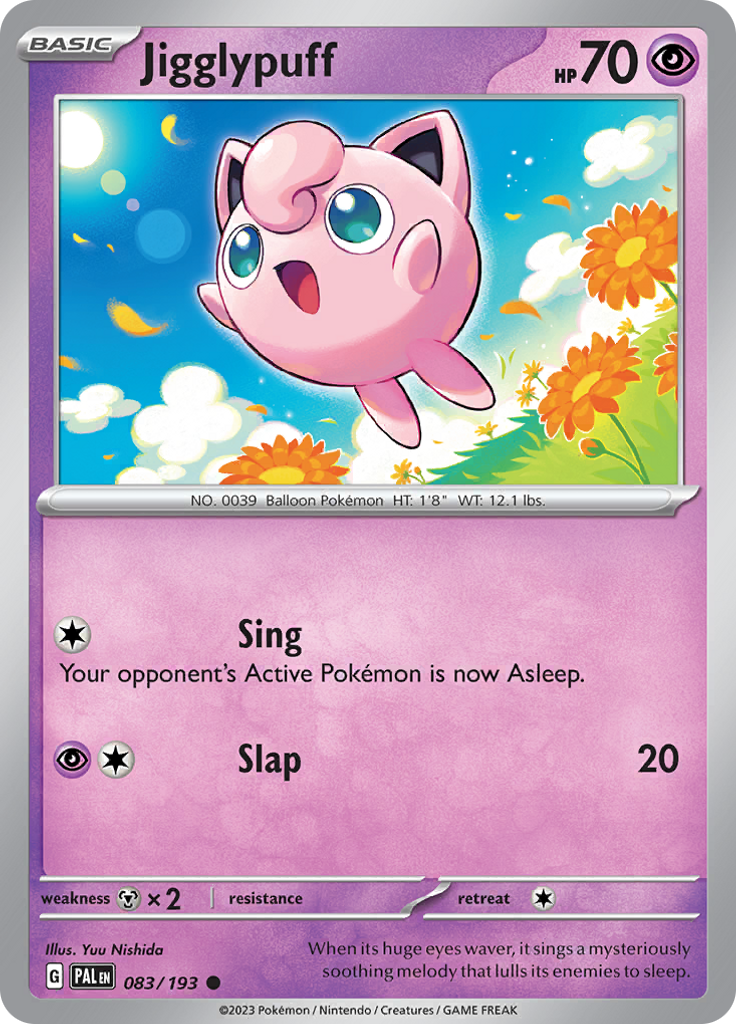 BASIC Jigglypuff HP 70
NO. 0039 Balloon Pokémon HT: 1'8" WT: 12.1 lbs.
Sing
Your opponent's Active Pokémon is now Asleep.
Slap 20
weakness ×2 resistance retreat
Illus. Yuu Nishida
When its huge eyes waver, it sings a mysteriously
soothing melody that lulls its enemies to sleep.
G PAL EN 083/193
©2023 Pokémon / Nintendo / Creatures / GAME FREAK